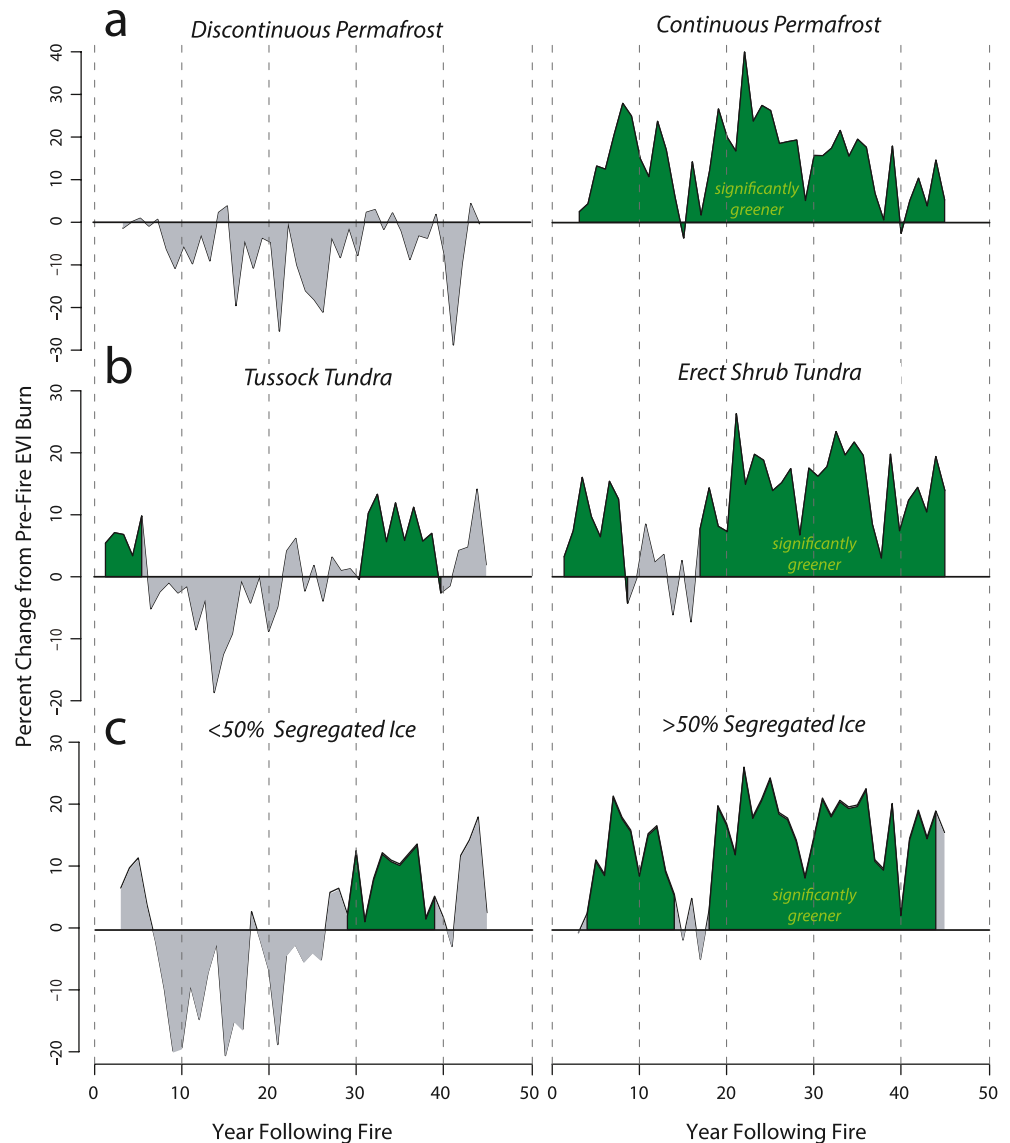 a
Discontinuous Permafrost
Continuous Permafrost
40
30
20
10
0
-10
-20
-30
significantly
greener
b
Tussock Tundra
Erect Shrub Tundra
30
20
10
0
-10
-20
significantly
greener
Percent Change from Pre-Fire EVI Burn
c
<50% Segregated Ice
>50% Segregated Ice
30
20
10
0
-10
-20
significantly
greener
0 10 20 30 40 50 0 10 20 30 40 50
Year Following Fire
Year Following Fire